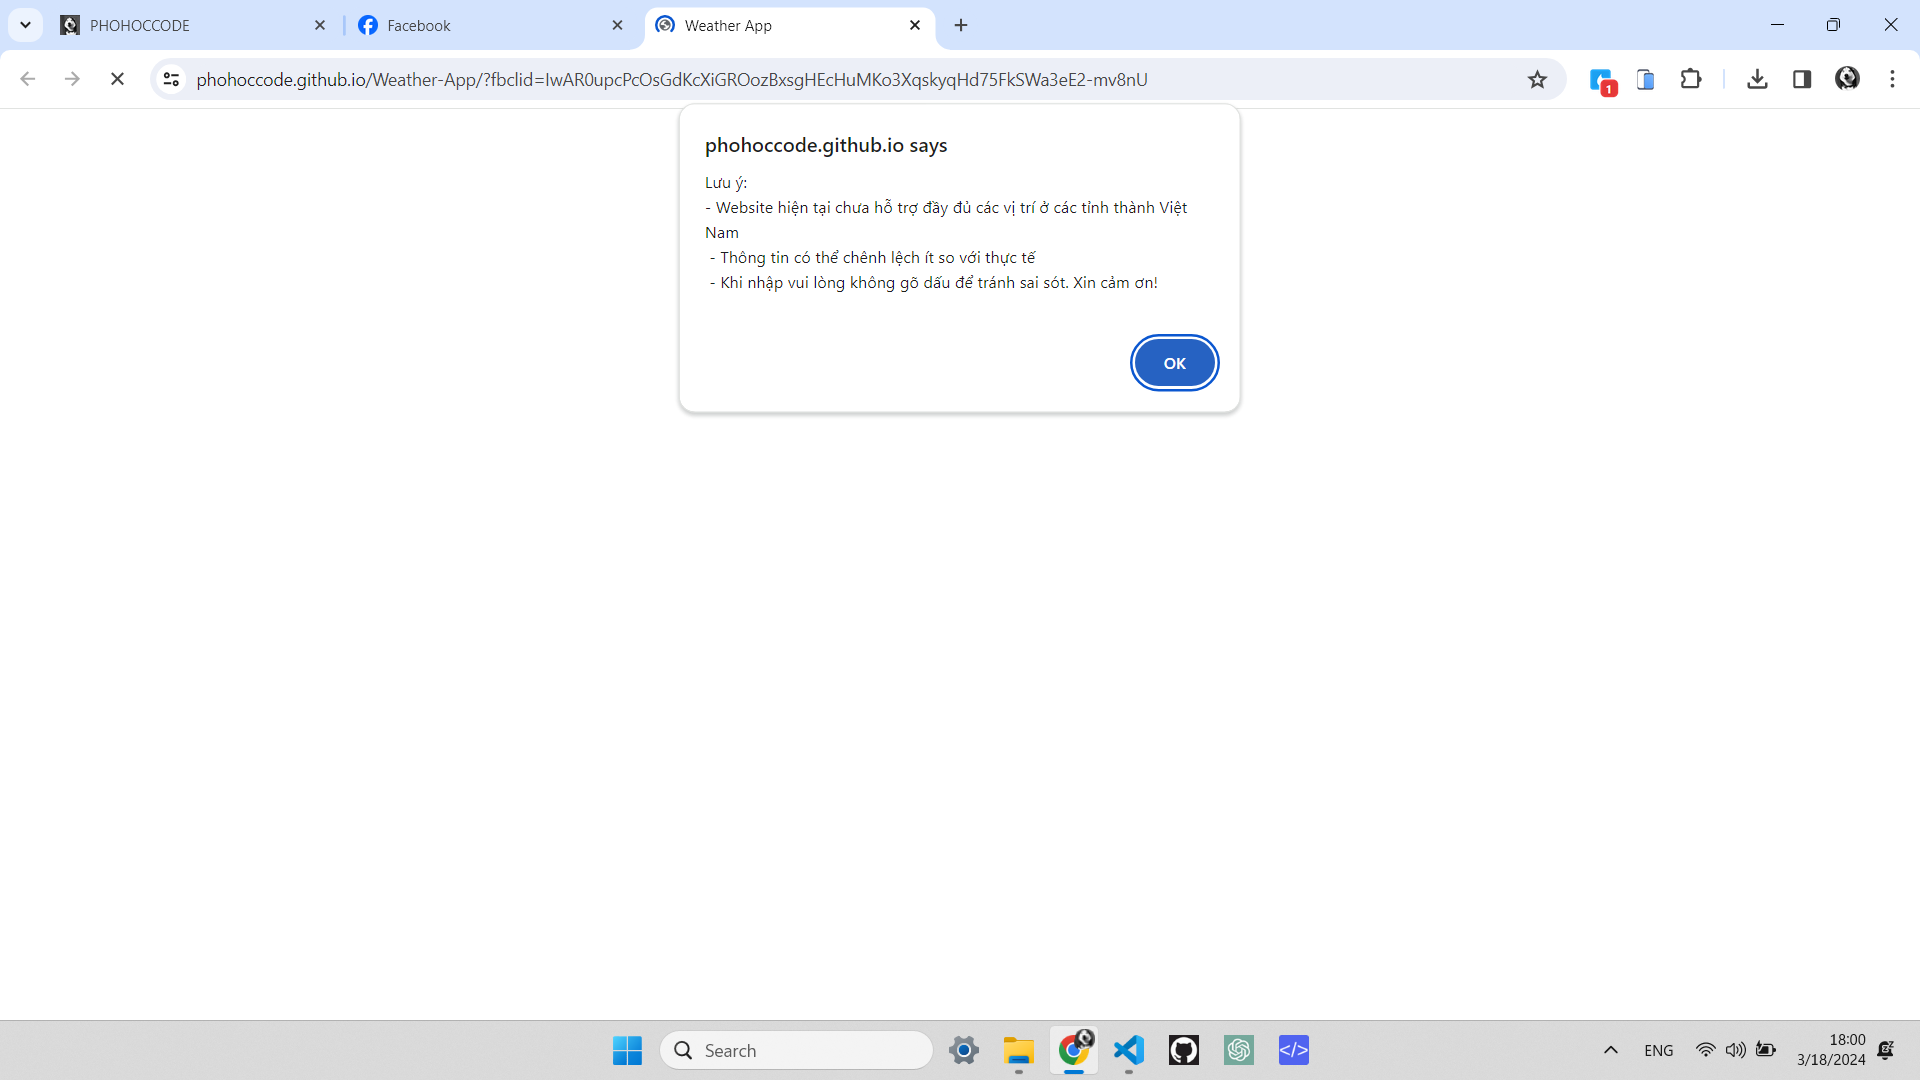 PHOHOCCODE
Facebook
Weather App
phohoccode.github.io/Weather-App/?fbclid=IwAR0upcPcOsGdKcXiGROozBxsgHEcHuMKo3XqskyqHd75FkSWa3eE2-mv8nU
1
phohoccode.github.io says
Lưu ý:
- Website hiện tại chưa hỗ trợ đầy đủ các vị trí ở các tỉnh thành Việt
Nam
- Thông tin có thể chênh lệch ít so với thực tế
- Khi nhập vui lòng không gõ dấu để tránh sai sót. Xin cảm ơn!
OK
Search
ENG
18:00
3/18/2024